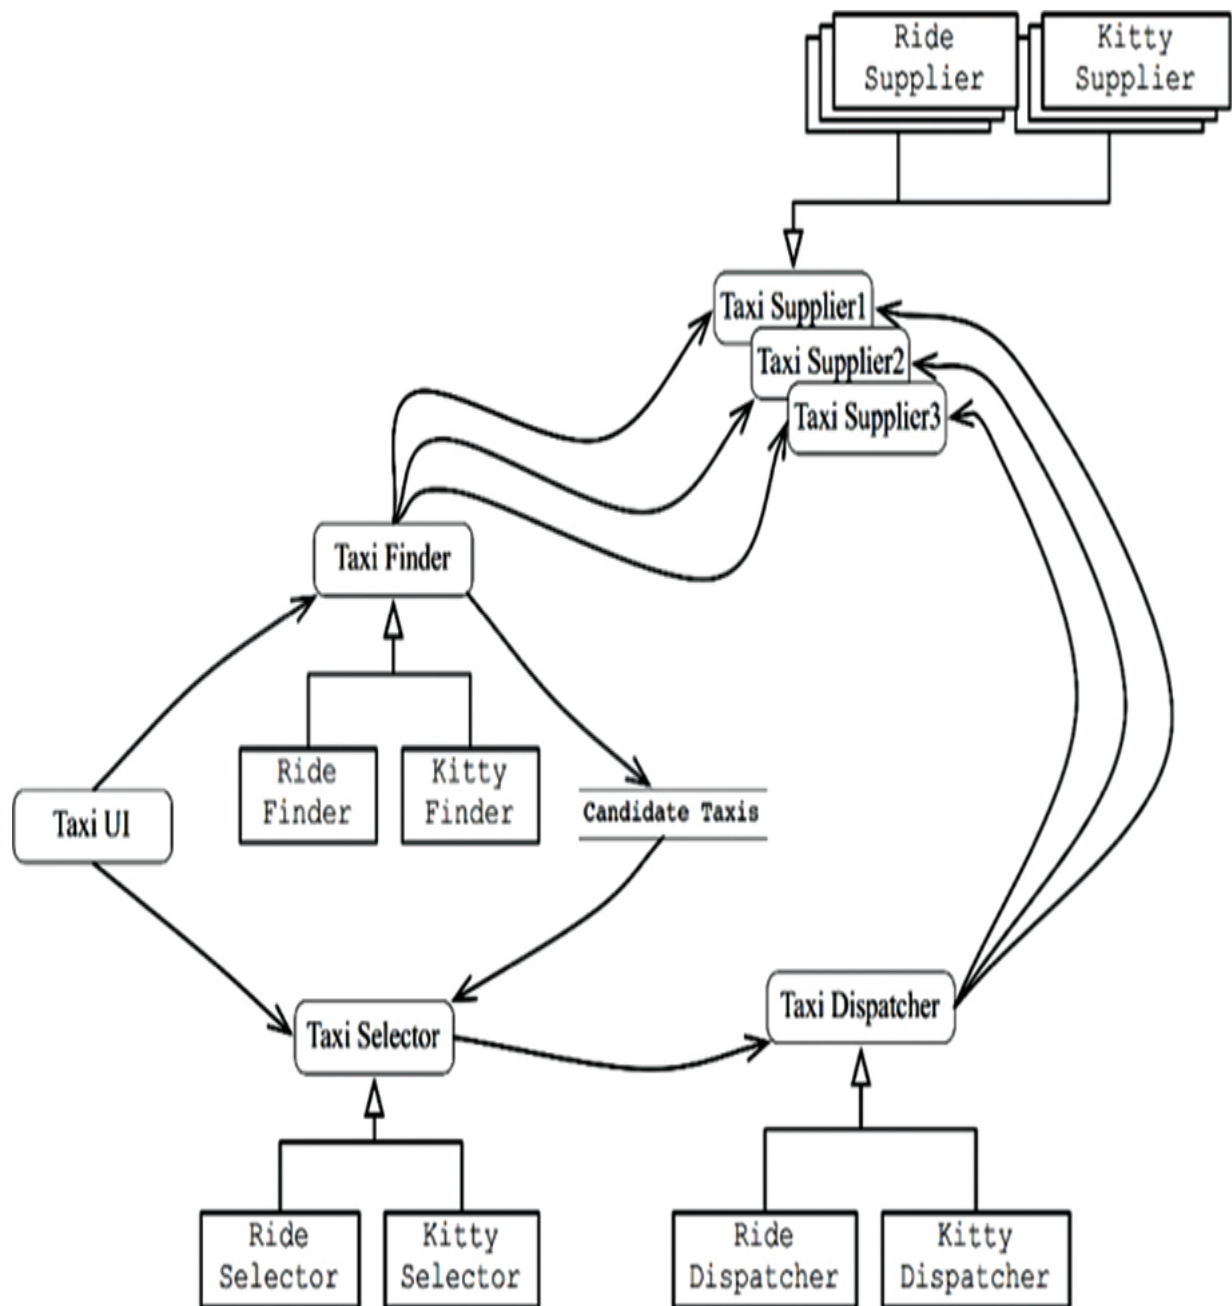 Ride
Supplier
Kitty
Supplier
Taxi Supplier1
Taxi Supplier2
Taxi Supplier3
Taxi Finder
Ride
Finder
Kitty
Finder
Taxi UI
Candidate Taxis
Taxi Selector
Taxi Dispatcher
Ride
Selector
Kitty
Selector
Ride
Dispatcher
Kitty
Dispatcher